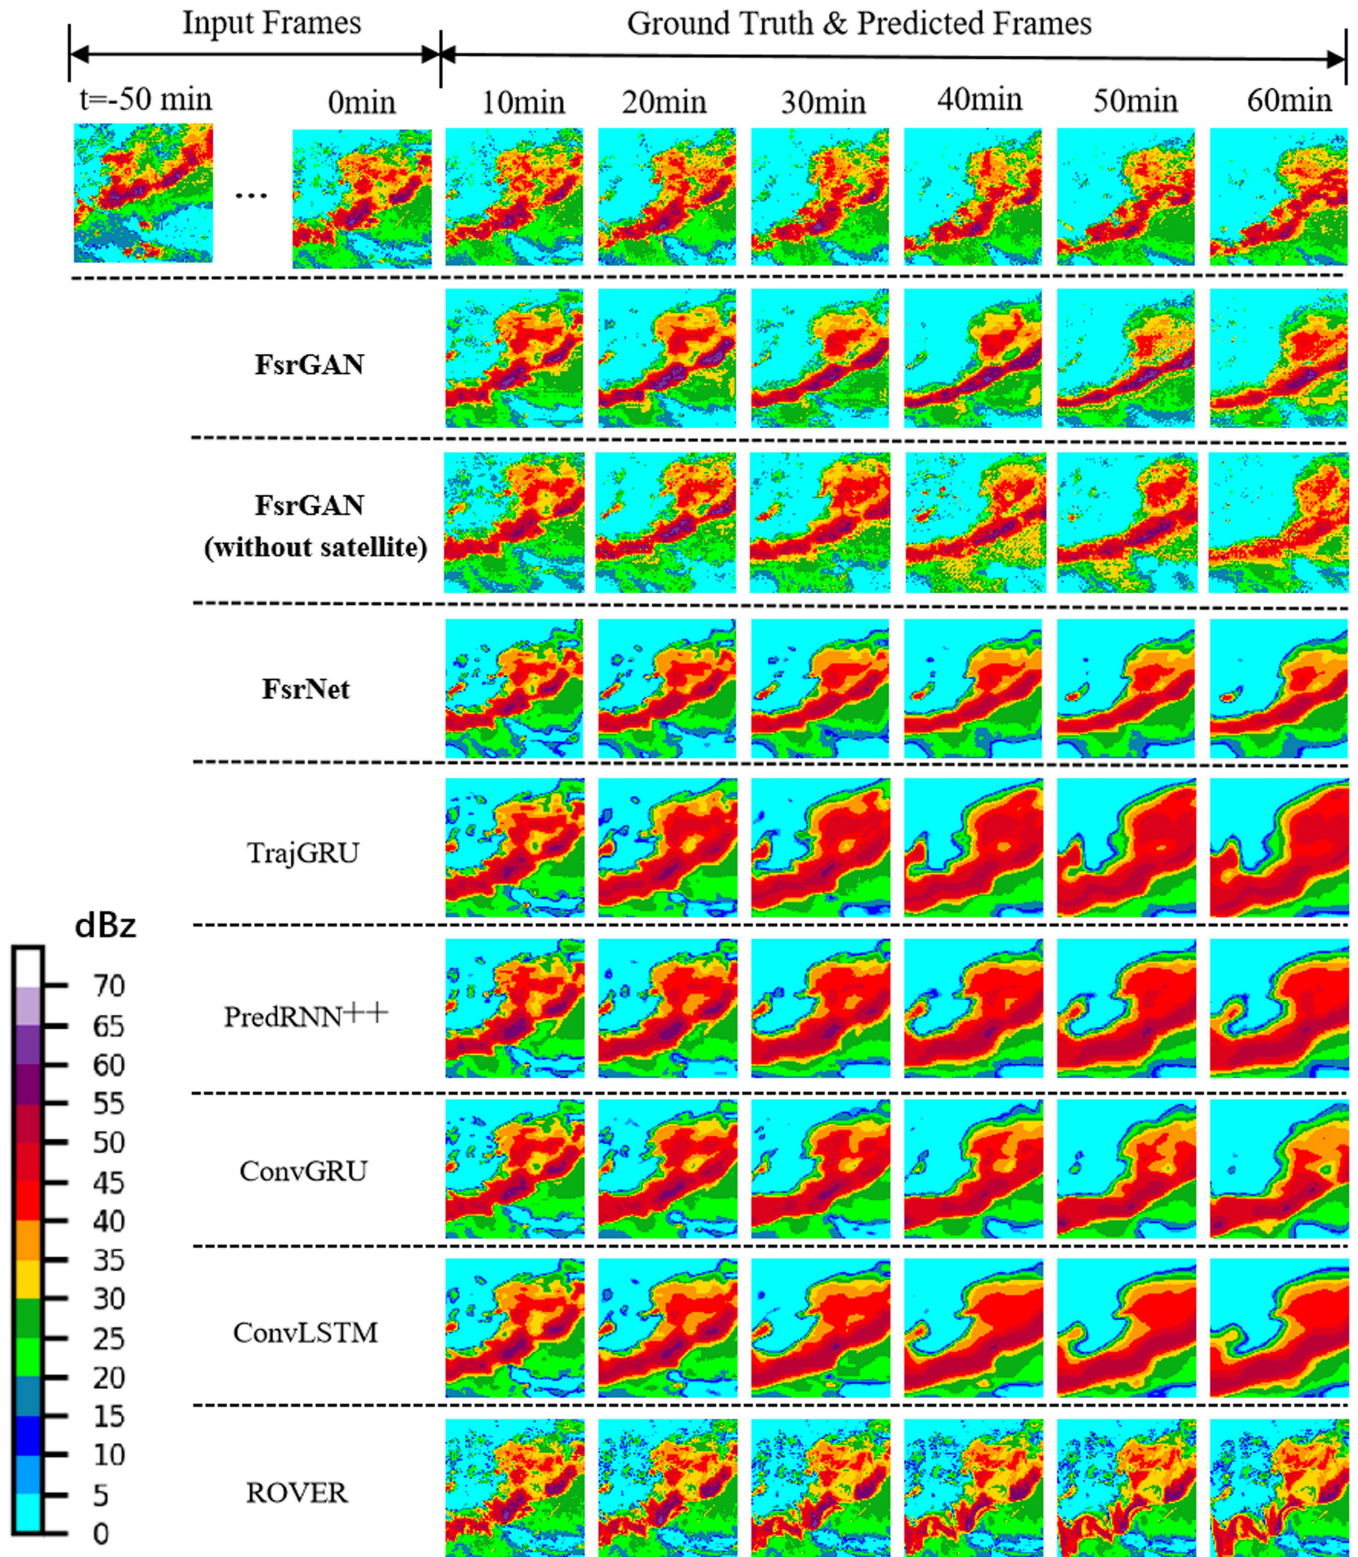 Input Frames
Ground Truth & Predicted Frames
t=-50 min
...
0min
10min
20min
30min
40min
50min
60min
FsrGAN
FsrGAN
(without satellite)
FsrNet
TrajGRU
PredRNN++
ConvGRU
ConvLSTM
ROVER
dBz
70
65
60
55
50
45
40
35
30
25
20
15
10
5
0